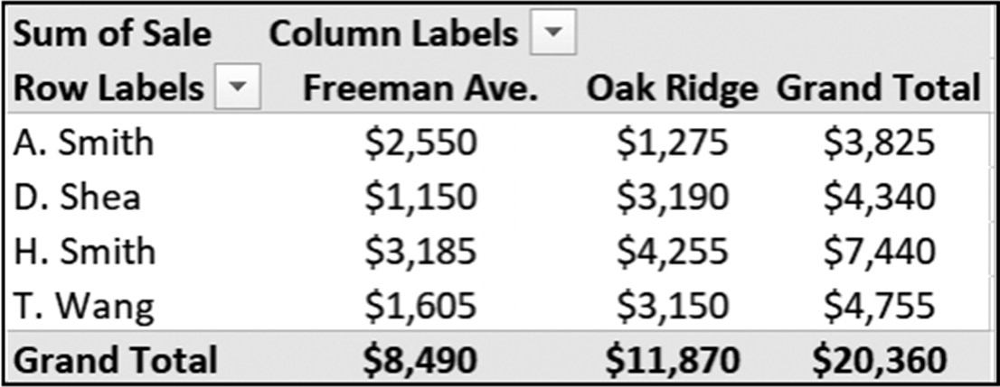 Sum of Sale Column Labels
Row Labels Freeman Ave. Oak Ridge Grand Total
A. Smith $2,550 $1,275 $3,825
D. Shea $1,150 $3,190 $4,340
H. Smith $3,185 $4,255 $7,440
T. Wang $1,605 $3,150 $4,755
Grand Total $8,490 $11,870 $20,360